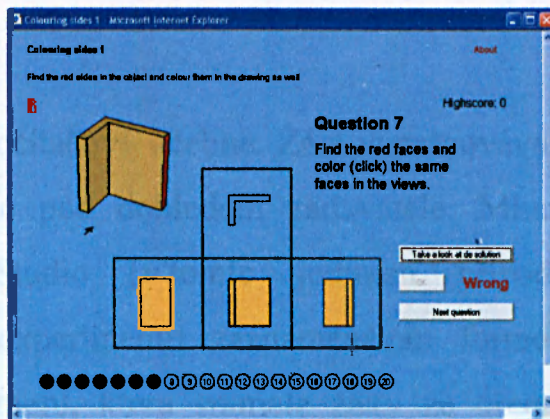 Colouring sides 1 - Microsoft Internet Explorer
Colouring sides 1
About
Find the red sides in the object and colour them in the drawing as well
Highscore: 0
Question 7
Find the red faces and
color (click) the same
faces in the views.
Take a look at de solution
Wrong
Next question
8 9 10 11 12 13 14 15 16 17 18 19 20